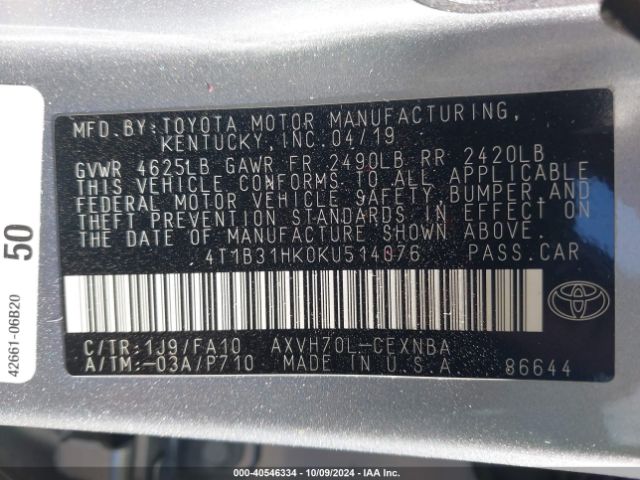 MFD.BY:TOYOTA MOTOR MANUFACTURING,
KENTUCKY,INC. 04/19
GVWR 4625LB GAWR FR 2490LB RR 2420LB
THIS VEHICLE CONFORMS TO ALL APPLICABLE
FEDERAL MOTOR VEHICLE SAFETY,BUMPER,AND
THEFT PREVENTION STANDARDS IN EFFECT ON
THE DATE OF MANUFACTURE SHOWN ABOVE.
4T1B31HK0KU514076 PASS.CAR
C/TR:1J9/FA10 AXVH70L-CEXNBA
A/TM:-03A/P710 MADE IN U.S.A 86644
50
42661-06B20
000-40546334 - 10/09/2024 - IAA Inc.